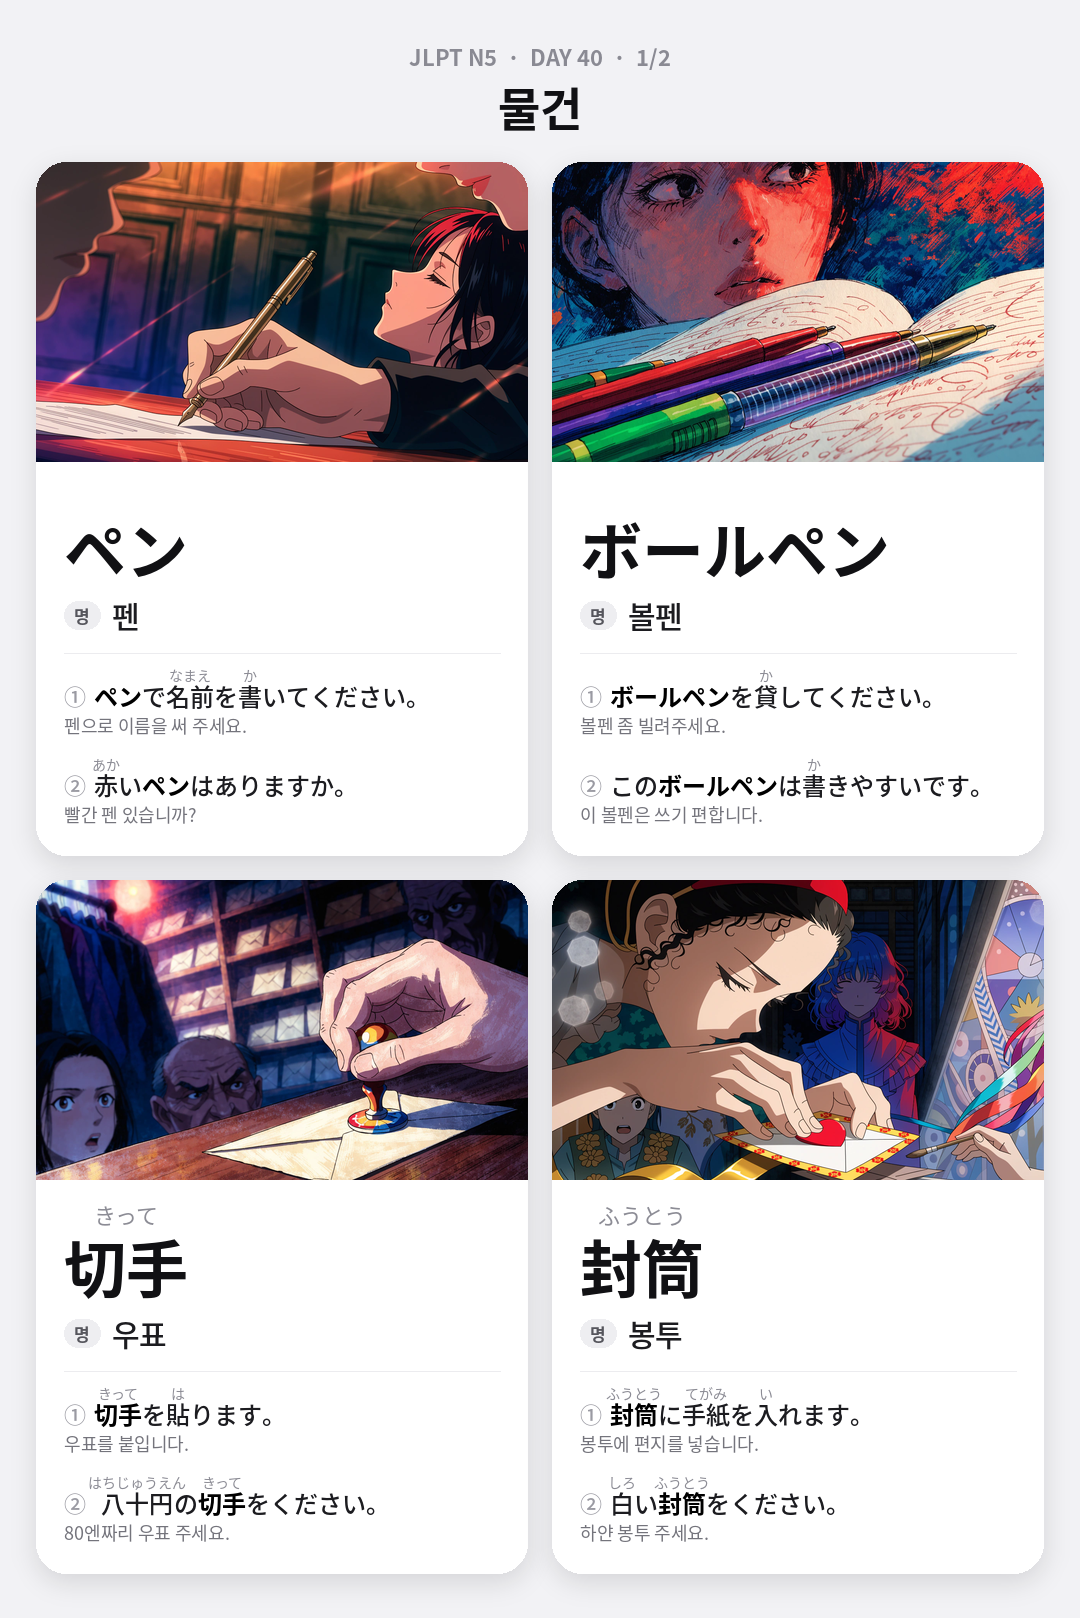 JLPT N5 · DAY 40 · 1/2
물건
ペン
명 펜
なまえ か
① ペンで名前を書いてください。
펜으로 이름을 써 주세요.
あか
② 赤いペンはありますか。
빨간 펜 있습니까?
ボールペン
명 볼펜
か
① ボールペンを貸してください。
볼펜 좀 빌려주세요.
か
② このボールペンは書きやすいです。
이 볼펜은 쓰기 편합니다.
きって
切手
명 우표
きって は
① 切手を貼ります。
우표를 붙입니다.
はちじゅうえん きって
② 八十円の切手をください。
80엔짜리 우표 주세요.
ふうとう
封筒
명 봉투
ふうとう てがみ い
① 封筒に手紙を入れます。
봉투에 편지를 넣습니다.
しろ ふうとう
② 白い封筒をください。
하얀 봉투 주세요.